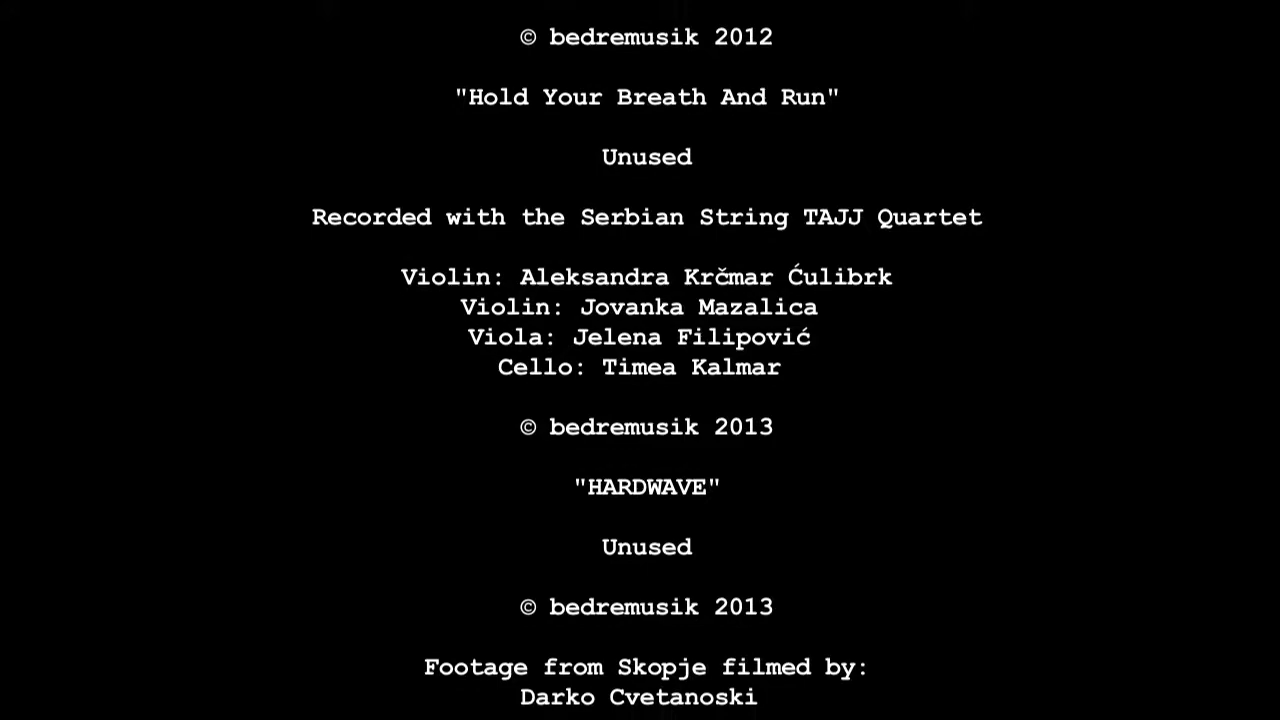 © bedremusik 2012
"Hold Your Breath And Run"
Unused
Recorded with the Serbian String TAJJ Quartet
Violin: Aleksandra Krčmar Ćulibrk
Violin: Jovanka Mazalica
Viola: Jelena Filipović
Cello: Timea Kalmar
© bedremusik 2013
"HARDWAVE"
Unused
© bedremusik 2013
Footage from Skopje filmed by:
Darko Cvetanoski